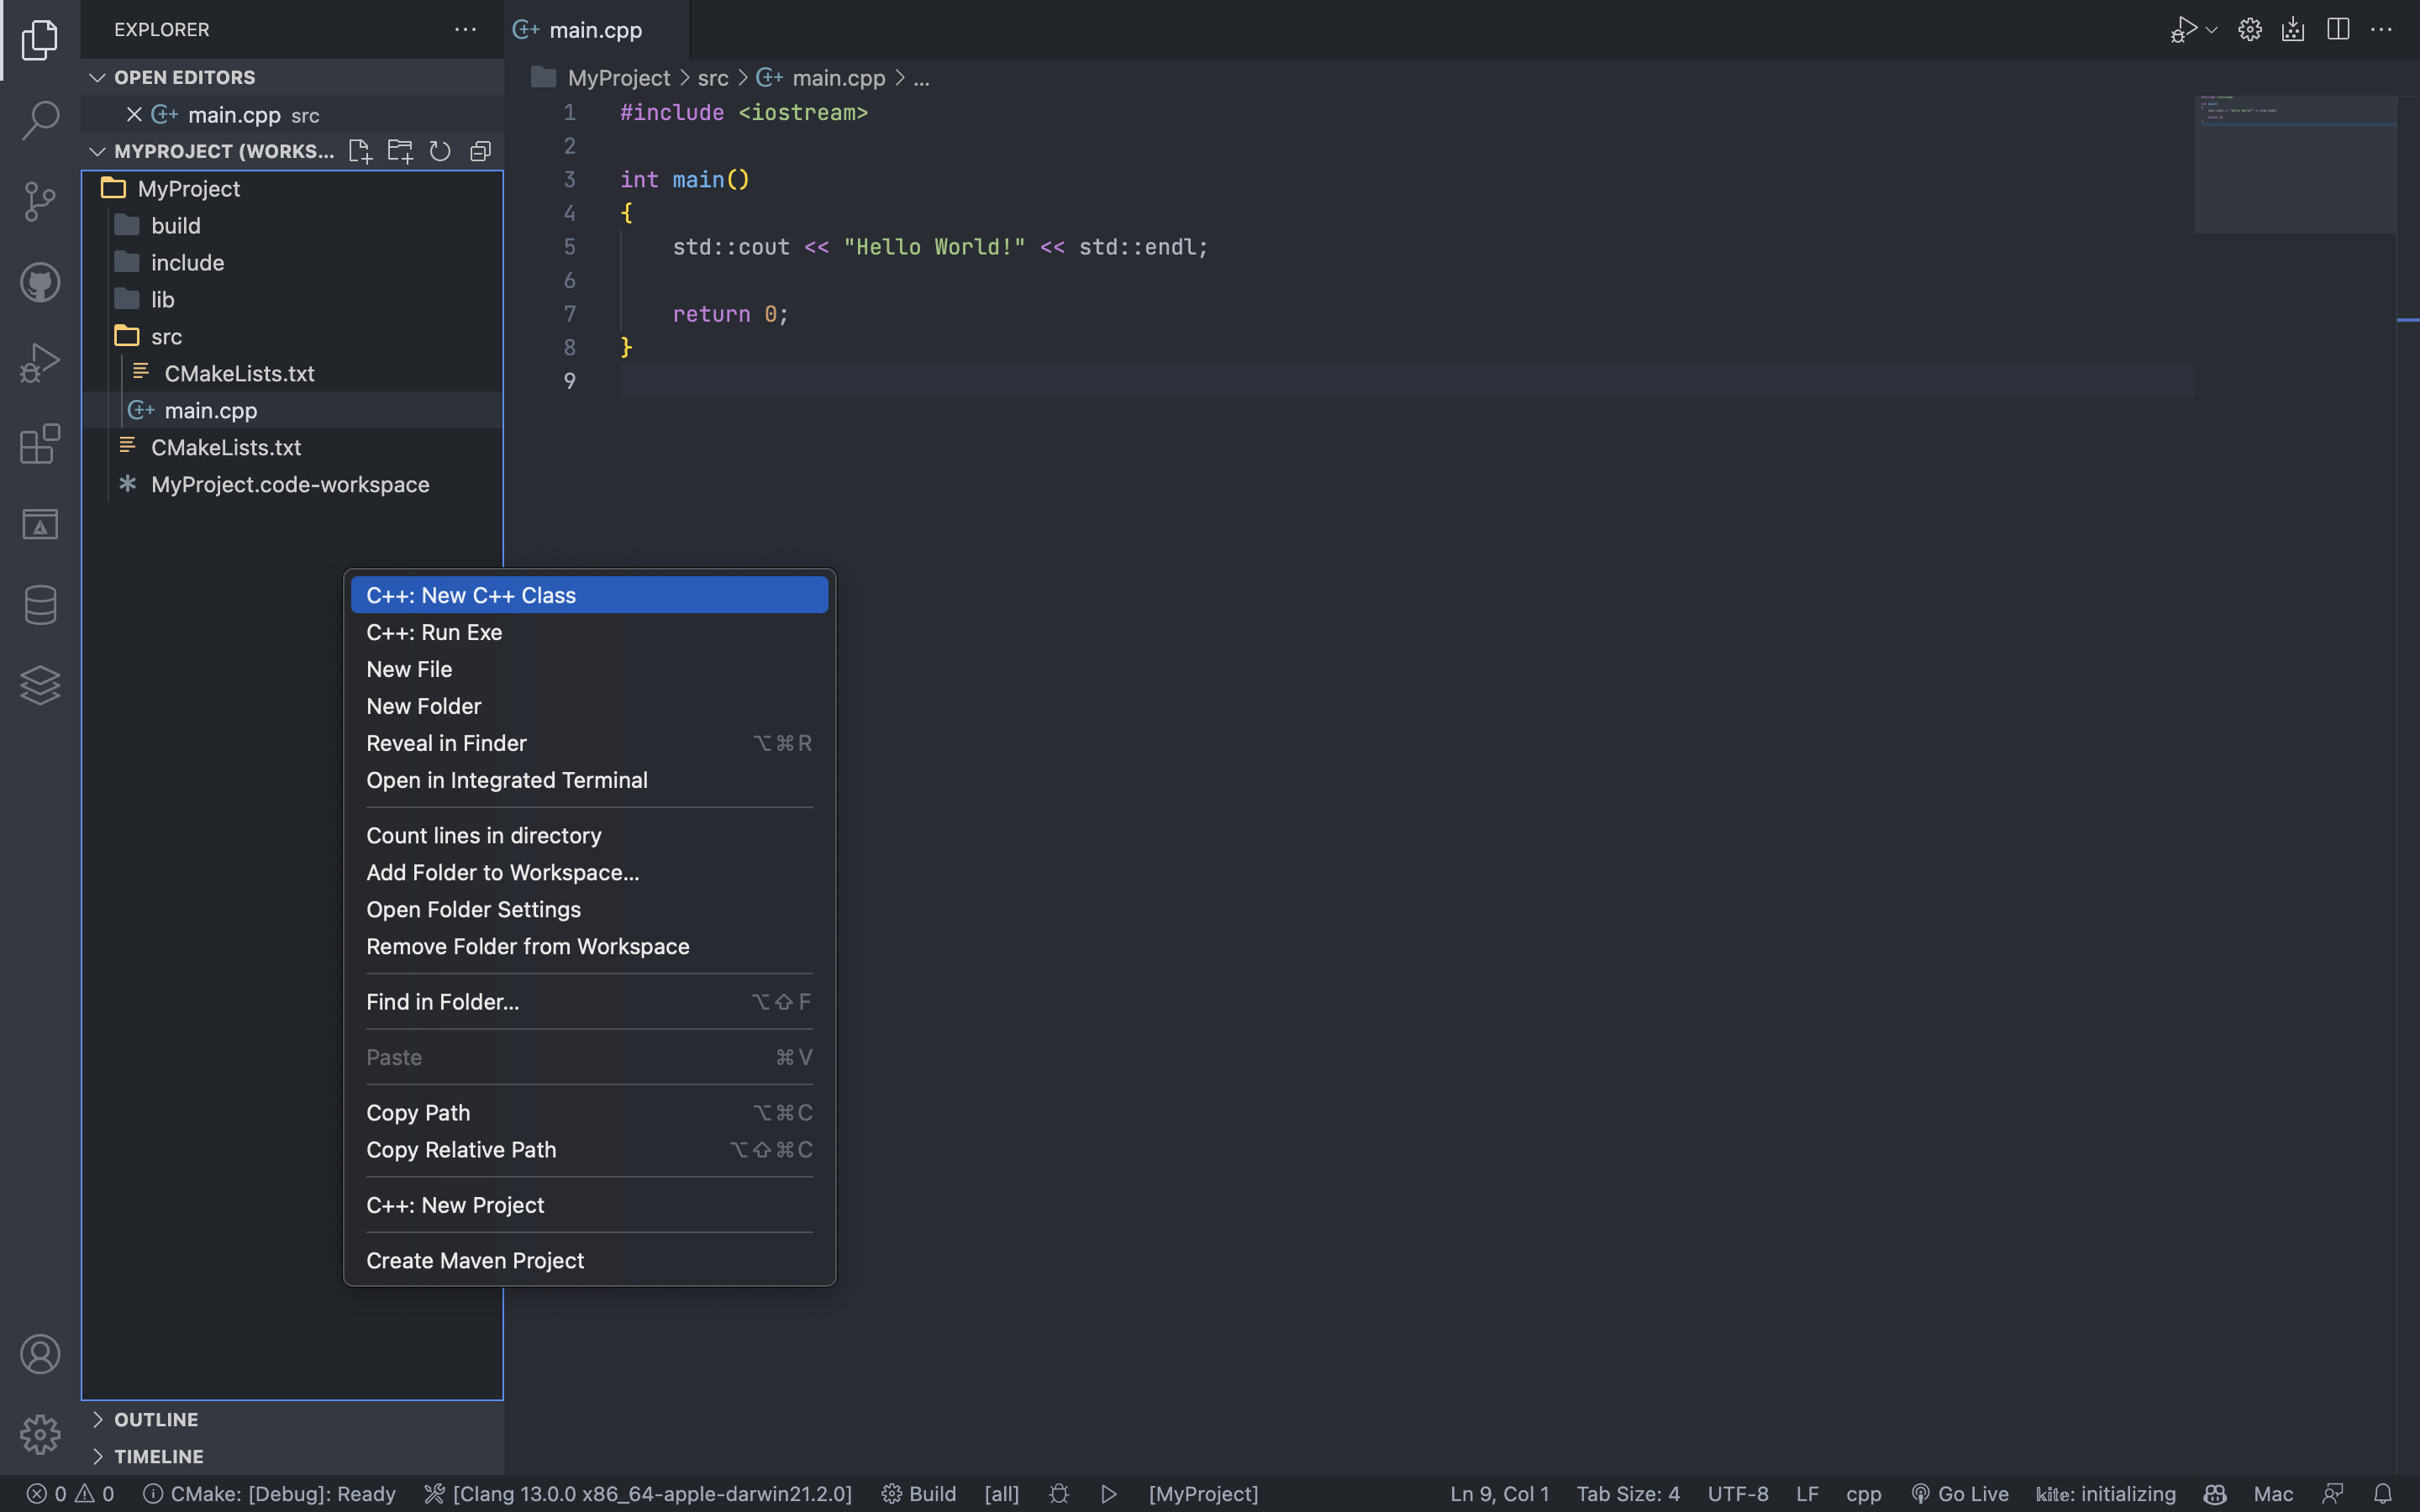 EXPLORER
main.cpp
OPEN EDITORS
main.cpp src
MYPROJECT (WORKS...
MyProject
build
include
lib
src
CMakeLists.txt
main.cpp
CMakeLists.txt
MyProject.code-workspace
OUTLINE
TIMELINE
MyProject > src > main.cpp > ...
1 #include <iostream>
2
3 int main()
4 {
5 std::cout << "Hello World!" << std::endl;
6
7 return 0;
8 }
9
C++: New C++ Class
C++: Run Exe
New File
New Folder
Reveal in Finder ⌥⌘R
Open in Integrated Terminal
Count lines in directory
Add Folder to Workspace...
Open Folder Settings
Remove Folder from Workspace
Find in Folder... ⌥⇧F
Paste ⌘V
Copy Path ⌥⌘C
Copy Relative Path ⌥⇧⌘C
C++: New Project
Create Maven Project
0 0 CMake: [Debug]: Ready [Clang 13.0.0 x86_64-apple-darwin21.2.0] Build [all] [MyProject] Ln 9, Col 1 Tab Size: 4 UTF-8 LF cpp Go Live kite: initializing Mac